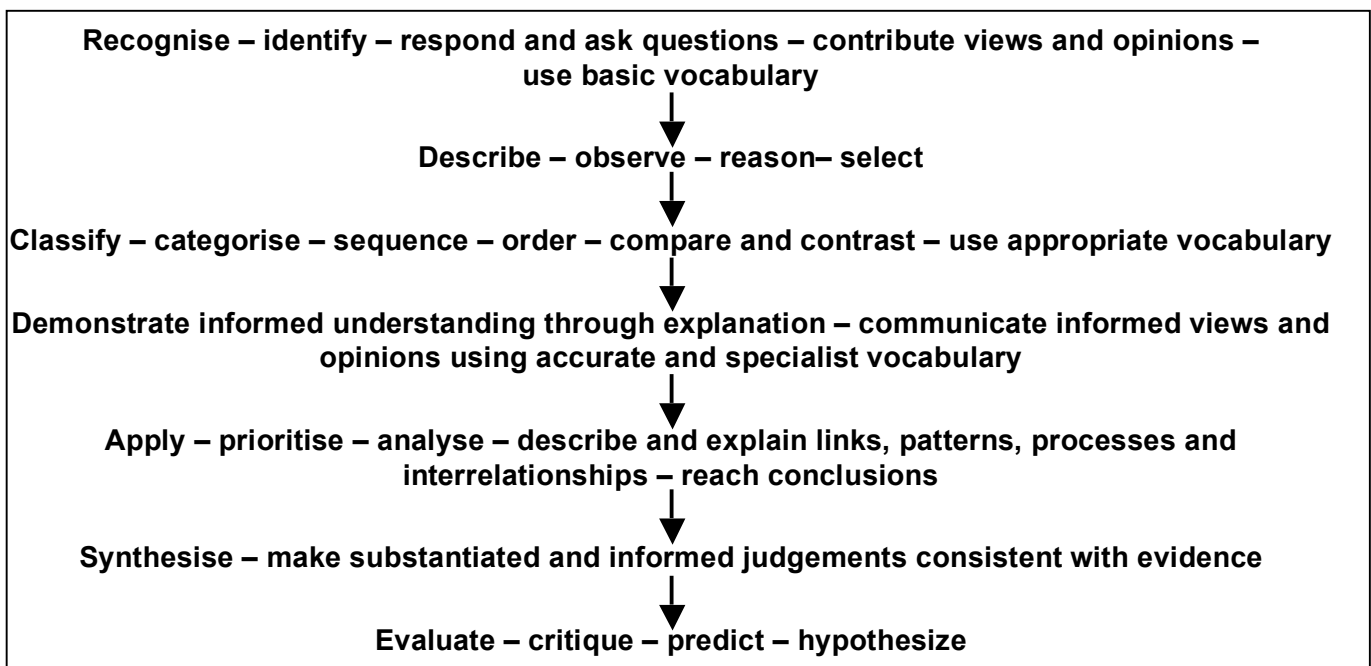 Recognise – identify – respond and ask questions – contribute views and opinions –
use basic vocabulary
Describe – observe – reason– select
Classify – categorise – sequence – order – compare and contrast – use appropriate vocabulary
Demonstrate informed understanding through explanation – communicate informed views and
opinions using accurate and specialist vocabulary
Apply – prioritise – analyse – describe and explain links, patterns, processes and
interrelationships – reach conclusions
Synthesise – make substantiated and informed judgements consistent with evidence
Evaluate – critique – predict – hypothesize